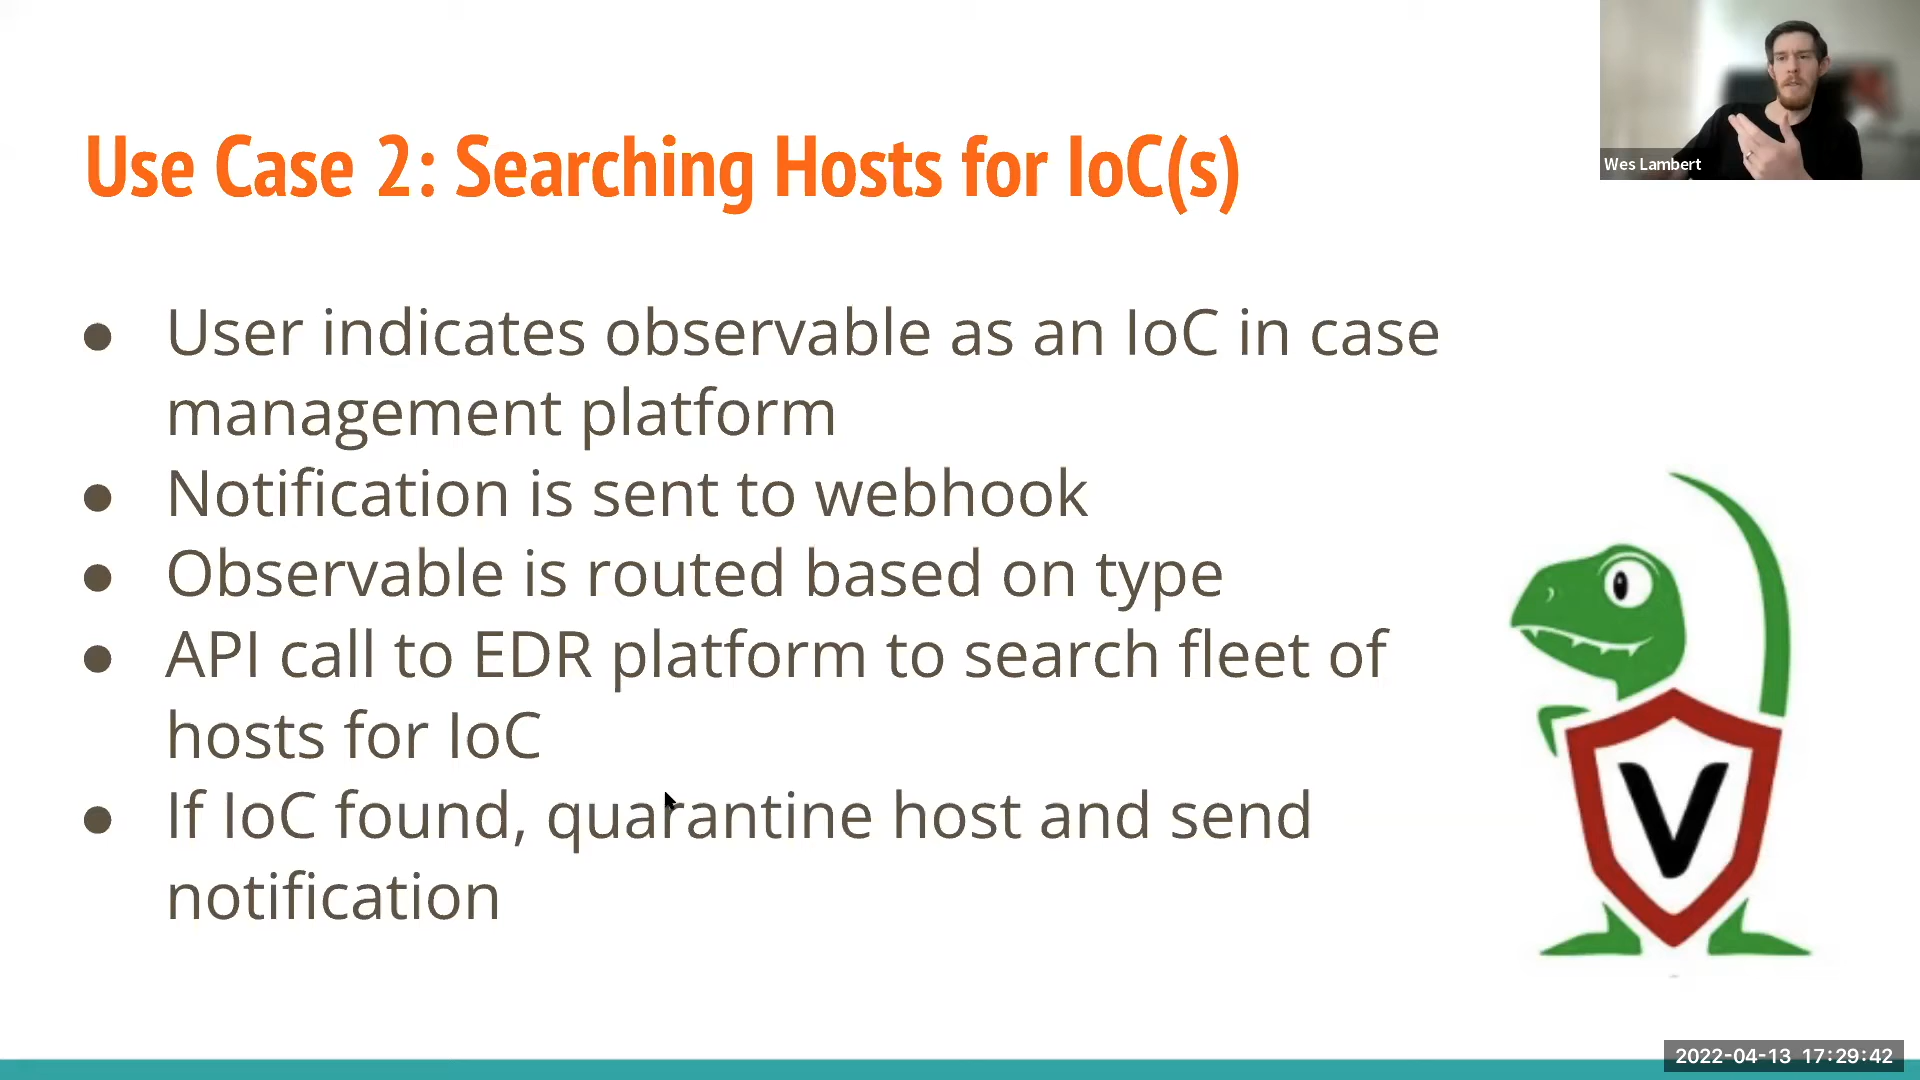 Wes Lambert
Use Case 2: Searching Hosts for IoC(s)
● User indicates observable as an IoC in case
management platform
● Notification is sent to webhook
● Observable is routed based on type
● API call to EDR platform to search fleet of
hosts for IoC
● If IoC found, quarantine host and send
notification
V
2022-04-13 17:29:42